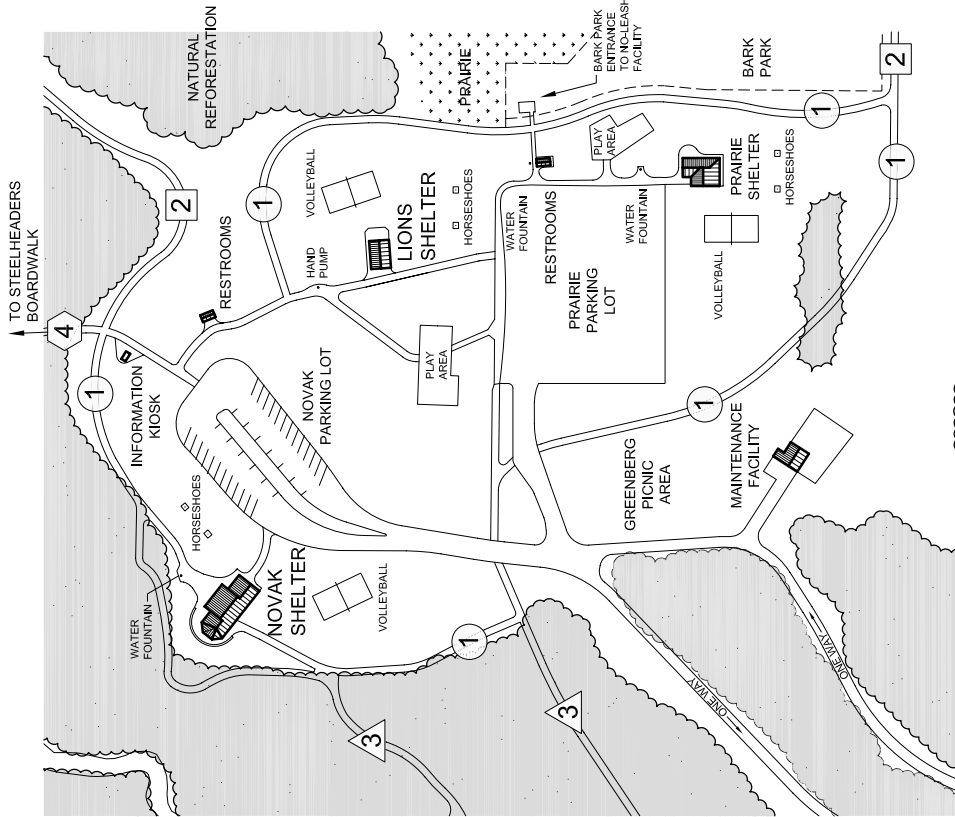 TO STEELHEADERS
BOARDWALK
NATURAL
REFORESTATION
4
1
2
RESTROOMS
INFORMATION
KIOSK
1
VOLLEYBALL
HAND
PUMP
LIONS
SHELTER
HORSESHOES
PRAIRIE
BARK PARK
ENTRANCE
TO NO-LEASH
FACILITY
BARK
PARK
2
1
1
NOVAK
PARKING LOT
HORSESHOES
WATER
FOUNTAIN
NOVAK
SHELTER
VOLLEYBALL
PLAY
AREA
WATER
FOUNTAIN
RESTROOMS
PLAY
AREA
WATER
FOUNTAIN
PRAIRIE
SHELTER
HORSESHOES
VOLLEYBALL
PRAIRIE
PARKING
LOT
1
GREENBERG
PICNIC
AREA
MAINTENANCE
FACILITY
1
3
3
ONE WAY
ONE WAY